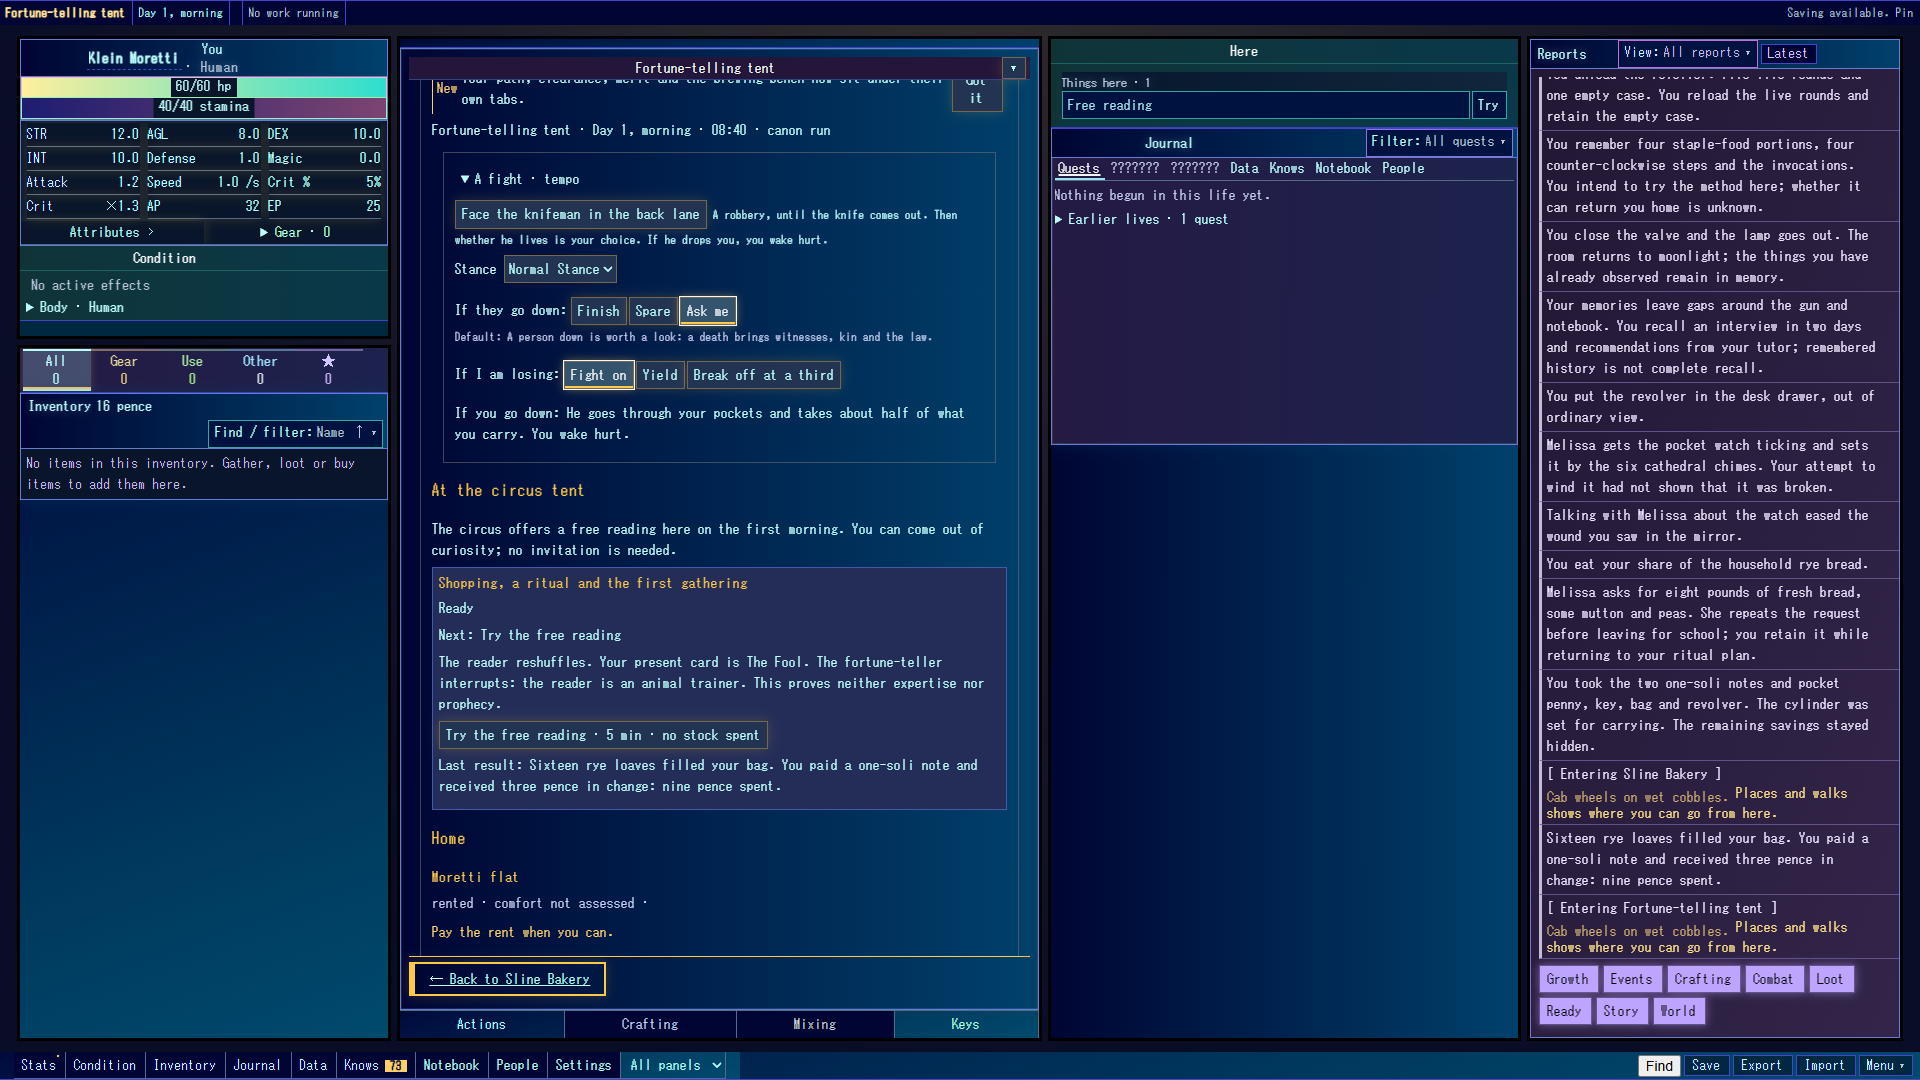 Fortune-telling tent
Day 1, morning
No work running
Saving available. Pin
Klein Moretti · You
Human
60/60 hp
40/40 stamina
STR 12.0 AGL 8.0 DEX 10.0
INT 10.0 Defense 1.0 Magic 0.0
Attack 1.2 Speed 1.0 /s Crit % 5%
Crit ×1.3 AP 32 EP 25
Attributes >
▶ Gear · 0
Condition
No active effects
▶ Body · Human
All Gear Use Other ★
0 0 0 0 0
Inventory 16 pence
Find / filter: Name ↑ ▾
No items in this inventory. Gather, loot or buy
items to add them here.
Fortune-telling tent
▾
New
own tabs.
it
Fortune-telling tent · Day 1, morning · 08:40 · canon run
▼ A fight · tempo
Face the knifeman in the back lane A robbery, until the knife comes out. Then
whether he lives is your choice. If he drops you, you wake hurt.
Stance Normal Stance
If they go down: Finish Spare Ask me
Default: A person down is worth a look: a death brings witnesses, kin and the law.
If I am losing: Fight on Yield Break off at a third
If you go down: He goes through your pockets and takes about half of what
you carry. You wake hurt.
At the circus tent
The circus offers a free reading here on the first morning. You can come out of
curiosity; no invitation is needed.
Shopping, a ritual and the first gathering
Ready
Next: Try the free reading
The reader reshuffles. Your present card is The Fool. The fortune-teller
interrupts: the reader is an animal trainer. This proves neither expertise nor
prophecy.
Try the free reading · 5 min · no stock spent
Last result: Sixteen rye loaves filled your bag. You paid a one-soli note and
received three pence in change: nine pence spent.
Home
Moretti flat
rented · comfort not assessed ·
Pay the rent when you can.
← Back to Sline Bakery
Actions
Crafting
Mixing
Keys
Here
Things here · 1
Free reading
Try
Journal
Filter: All quests ▾
Quests ??????? ??????? Data Knows Notebook People
Nothing begun in this life yet.
▶ Earlier lives · 1 quest
Reports
View: All reports ▾
Latest
one empty case. You reload the live rounds and
retain the empty case.
You remember four staple-food portions, four
counter-clockwise steps and the invocations.
You intend to try the method here; whether it
can return you home is unknown.
You close the valve and the lamp goes out. The
room returns to moonlight; the things you have
already observed remain in memory.
Your memories leave gaps around the gun and
notebook. You recall an interview in two days
and recommendations from your tutor; remembered
history is not complete recall.
You put the revolver in the desk drawer, out of
ordinary view.
Melissa gets the pocket watch ticking and sets
it by the six cathedral chimes. Your attempt to
wind it had not shown that it was broken.
Talking with Melissa about the watch eased the
wound you saw in the mirror.
You eat your share of the household rye bread.
Melissa asks for eight pounds of fresh bread,
some mutton and peas. She repeats the request
before leaving for school; you retain it while
returning to your ritual plan.
You took the two one-soli notes and pocket
penny, key, bag and revolver. The cylinder was
set for carrying. The remaining savings stayed
hidden.
[ Entering Sline Bakery ]
Cab wheels on wet cobbles. Places and walks
shows where you can go from here.
Sixteen rye loaves filled your bag. You paid a
one-soli note and received three pence in
change: nine pence spent.
[ Entering Fortune-telling tent ]
Cab wheels on wet cobbles. Places and walks
shows where you can go from here.
Growth Events Crafting Combat Loot
Ready Story World
Stats Condition Inventory Journal Data Knows 73 Notebook People Settings All panels
Find Save Export Import Menu ▾